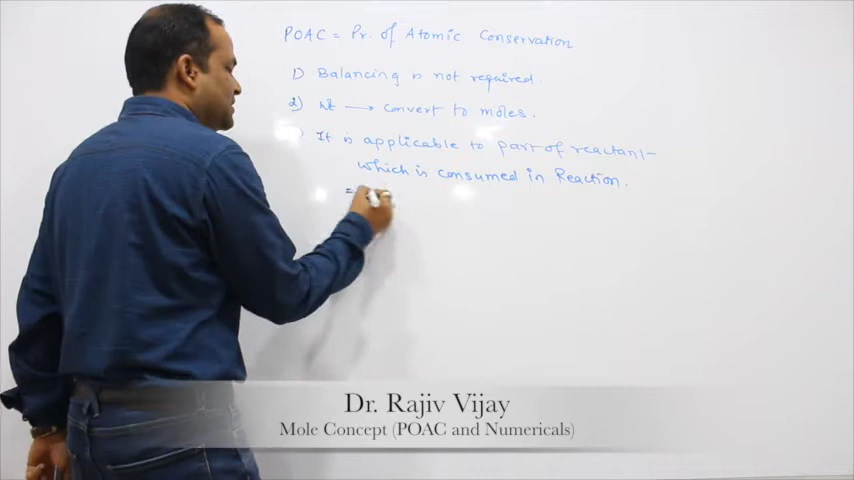 POAC = Pr. of Atomic Conservation
1) Balancing is not required.
2) wt → convert to moles.
) It is applicable to part of reactant
which is consumed in Reaction.
=
Dr. Rajiv Vijay
Mole Concept (POAC and Numericals)